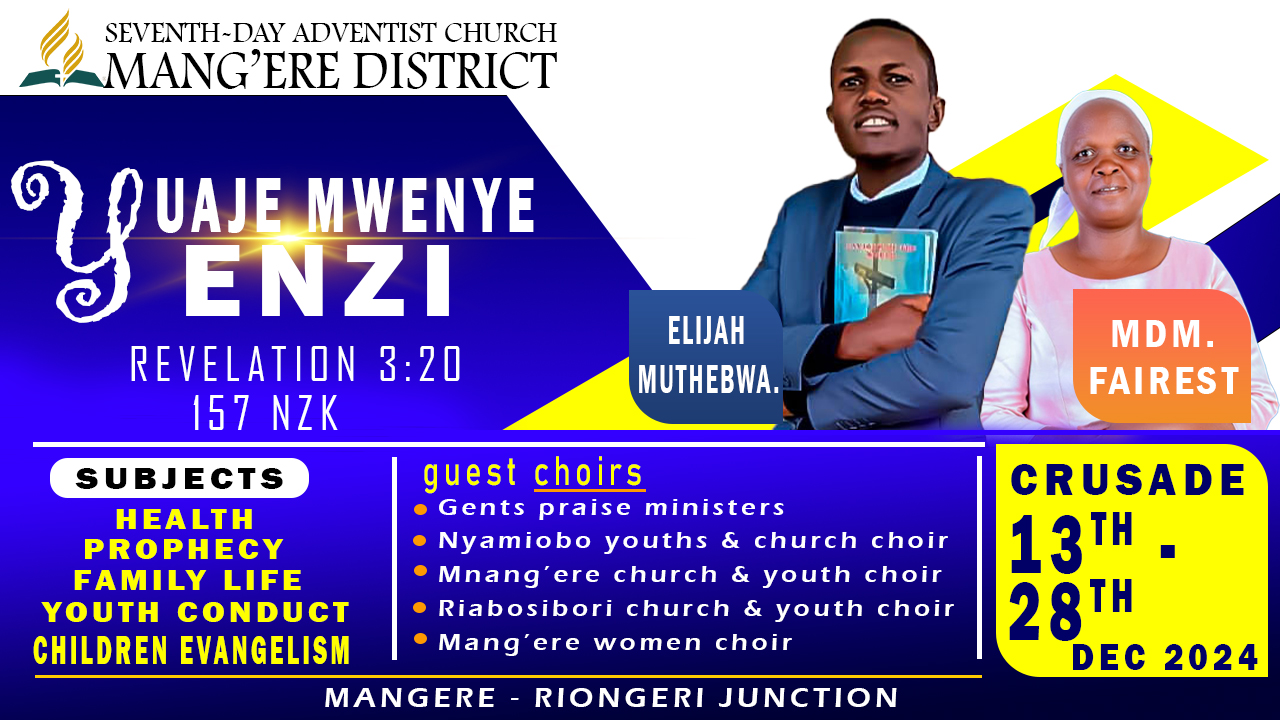 SEVENTH-DAY ADVENTIST CHURCH
MANG'ERE DISTRICT
YUAJE MWENYE
ENZI
REVELATION 3:20
157 NZK
ELIJAH
MUTHEBWA.
MDM.
FAIREST
SUBJECTS
HEALTH
PROPHECY
FAMILY LIFE
YOUTH CONDUCT
CHILDREN EVANGELISM
guest choirs
Gents praise ministers
Nyamiobo youths & church choir
Mnang'ere church & youth choir
Riabosibori church & youth choir
Mang'ere women choir
CRUSADE
13TH -
28TH
DEC 2024
MANGERE - RIONGERI JUNCTION